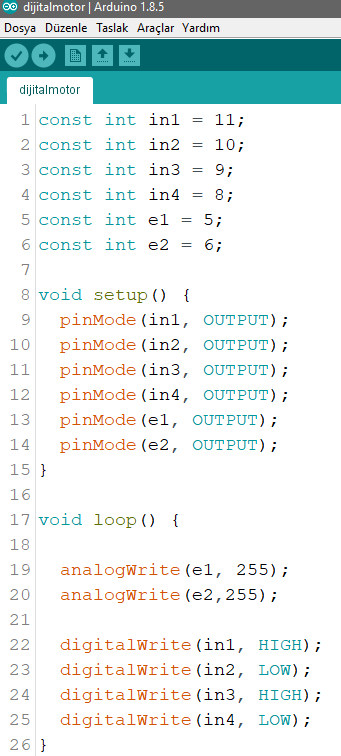 dijitalmotor | Arduino 1.8.5
Dosya Düzenle Taslak Araçlar Yardım
dijitalmotor
1 const int in1 = 11;
2 const int in2 = 10;
3 const int in3 = 9;
4 const int in4 = 8;
5 const int e1 = 5;
6 const int e2 = 6;
7
8 void setup() {
9   pinMode(in1, OUTPUT);
10   pinMode(in2, OUTPUT);
11   pinMode(in3, OUTPUT);
12   pinMode(in4, OUTPUT);
13   pinMode(e1, OUTPUT);
14   pinMode(e2, OUTPUT);
15 }
16
17 void loop() {
18
19   analogWrite(e1, 255);
20   analogWrite(e2,255);
21
22   digitalWrite(in1, HIGH);
23   digitalWrite(in2, LOW);
24   digitalWrite(in3, HIGH);
25   digitalWrite(in4, LOW);
26 }